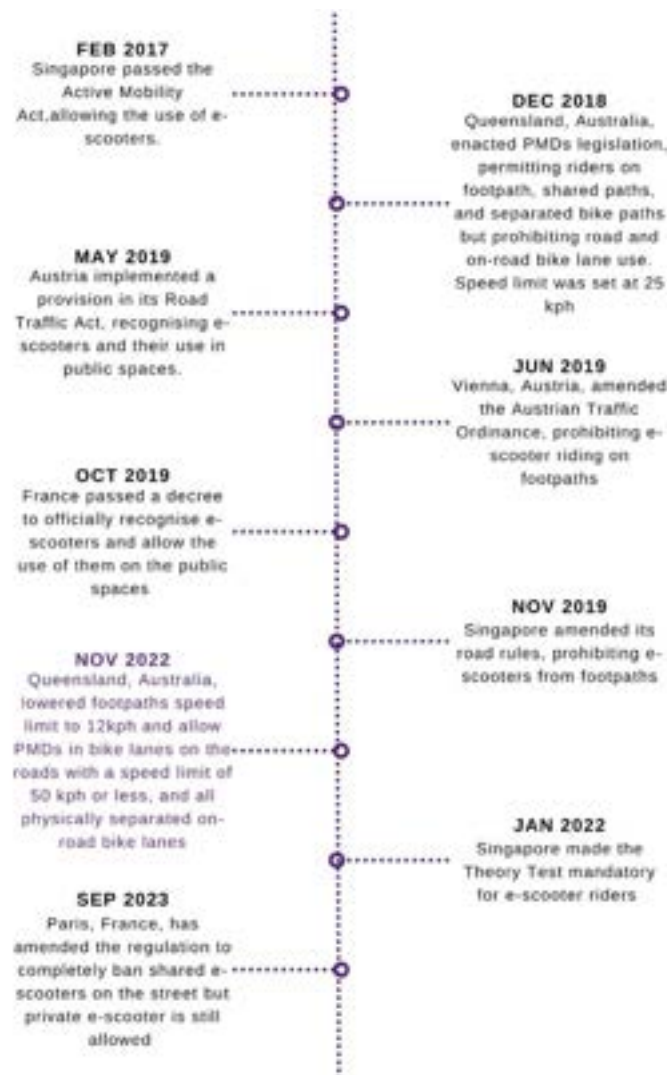 FEB 2017
Singapore passed the
Active Mobility
Act,allowing the use of e-
scooters.
DEC 2018
Queensland, Australia,
enacted PMDs legislation,
permitting riders on
footpath, shared paths,
and separated bike paths
but prohibiting road and
on-road bike lane use.
Speed limit was set at 25
kph
MAY 2019
Austria implemented a
provision in its Road
Traffic Act, recognising e-
scooters and their use in
public spaces.
JUN 2019
Vienna, Austria, amended
the Austrian Traffic
Ordinance, prohibiting e-
scooter riding on
footpaths
OCT 2019
France passed a decree
to officially recognise e-
scooters and allow the
use of them on the public
spaces
NOV 2019
Singapore amended its
road rules, prohibiting e-
scooters from footpaths
NOV 2022
Queensland, Australia,
lowered footpaths speed
limit to 12kph and allow
PMDs in bike lanes on the
roads with a speed limit of
50 kph or less, and all
physically separated on-
road bike lanes
JAN 2022
Singapore made the
Theory Test mandatory
for e-scooter riders
SEP 2023
Paris, France, has
amended the regulation to
completely ban shared e-
scooters on the street but
private e-scooter is still
allowed